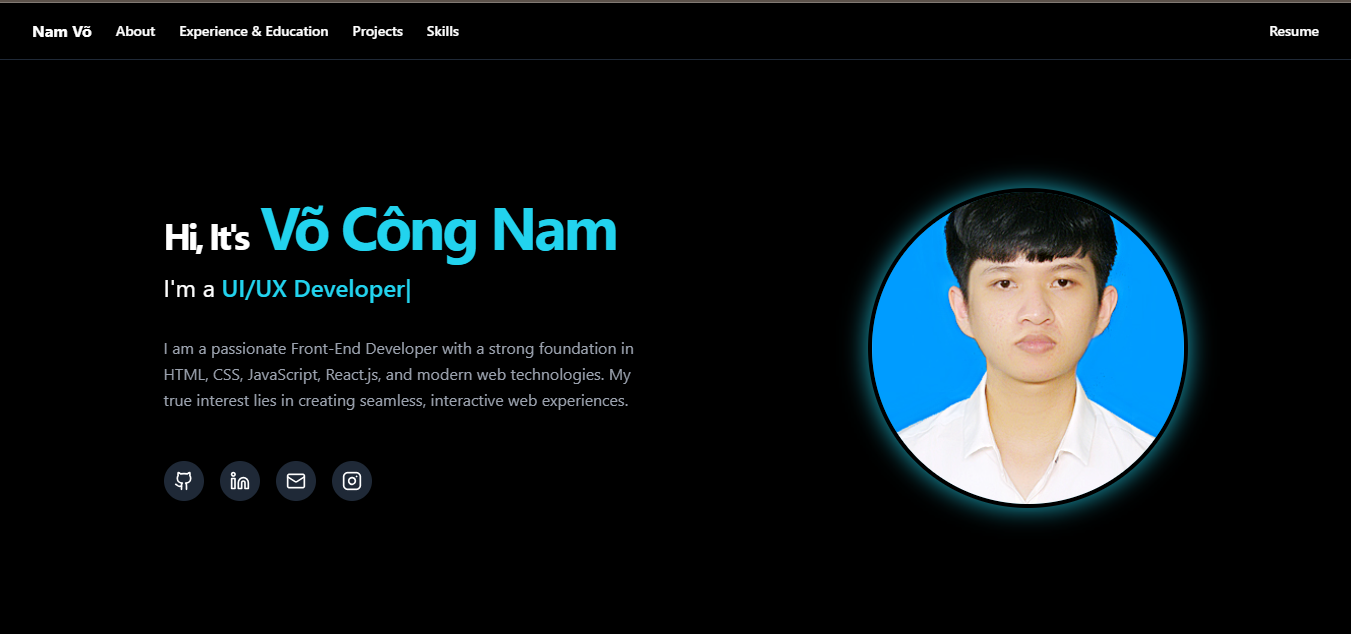 Nam Võ About Experience & Education Projects Skills Resume
Hi, It's Võ Công Nam
I'm a UI/UX Developer|
I am a passionate Front-End Developer with a strong foundation in
HTML, CSS, JavaScript, React.js, and modern web technologies. My
true interest lies in creating seamless, interactive web experiences.